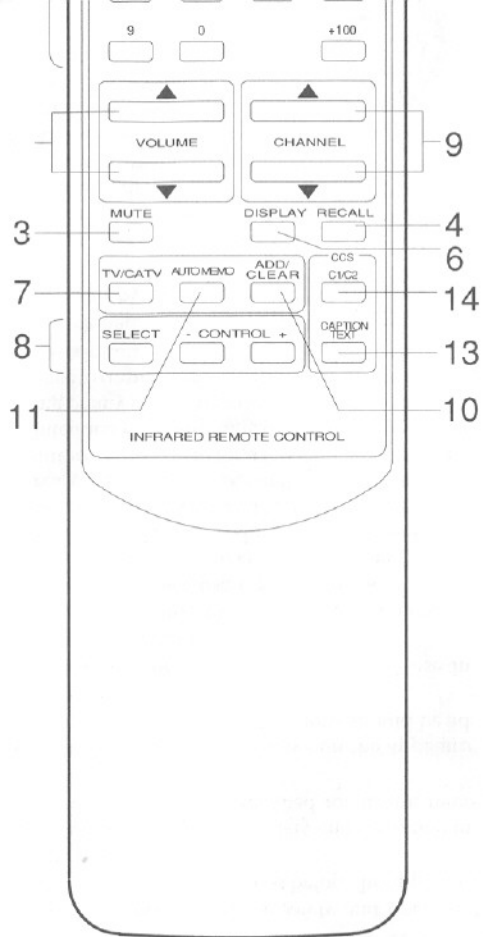 9 0 +100
VOLUME CHANNEL
9
MUTE DISPLAY RECALL
3 4
6
CCS
TV/CATV AUTO MEMO ADD/CLEAR C1/C2
7 14
SELECT - CONTROL + CAPTION TEXT
8 13
11 10
INFRARED REMOTE CONTROL